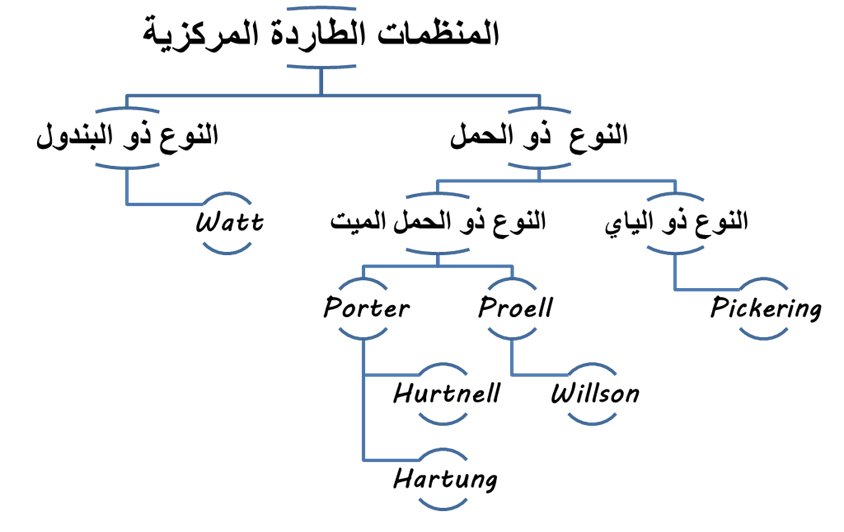 المنظمات الطاردة المركزية
النوع ذو الحمل
النوع ذو البندول
النوع ذو الياي
النوع ذو الحمل الميت
Watt
Porter
Proell
Pickering
Hurtnell
Willson
Hartung